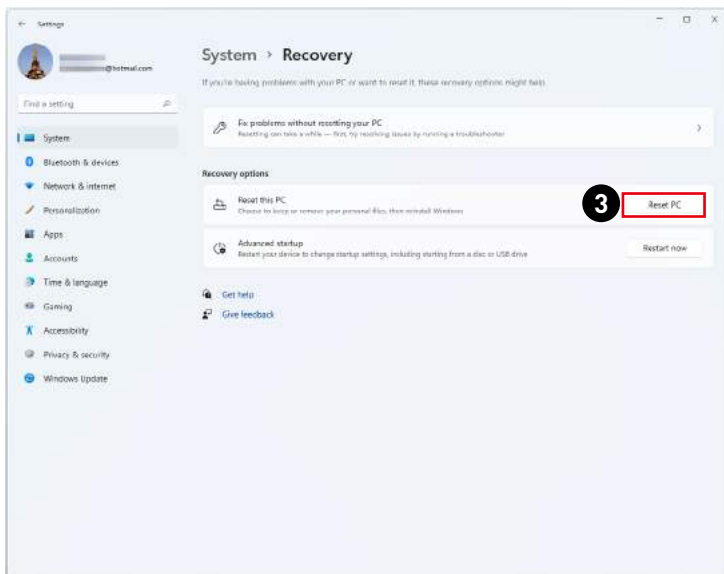 Settings
System > Recovery
@hotmail.com
If you're having problems with your PC or want to reset it, these recovery options might help.
Find a setting
Fix problems without resetting your PC
Resetting can take a while — first, try resolving issues by running a troubleshooter
System
Bluetooth & devices
Recovery options
Network & internet
Reset this PC
Choose to keep or remove your personal files, then reinstall Windows
3
Reset PC
Personalization
Apps
Advanced startup
Restart your device to change startup settings, including starting from a disc or USB drive
Restart now
Accounts
Time & language
Get help
Gaming
Give feedback
Accessibility
Privacy & security
Windows Update